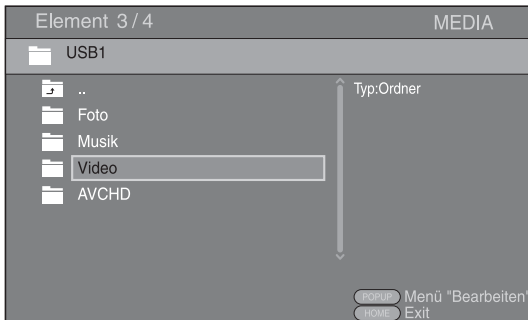 Element 3 / 4 MEDIA
USB1
..
Typ:Ordner
Foto
Musik
Video
AVCHD
POPUP Menü "Bearbeiten"
HOME Exit